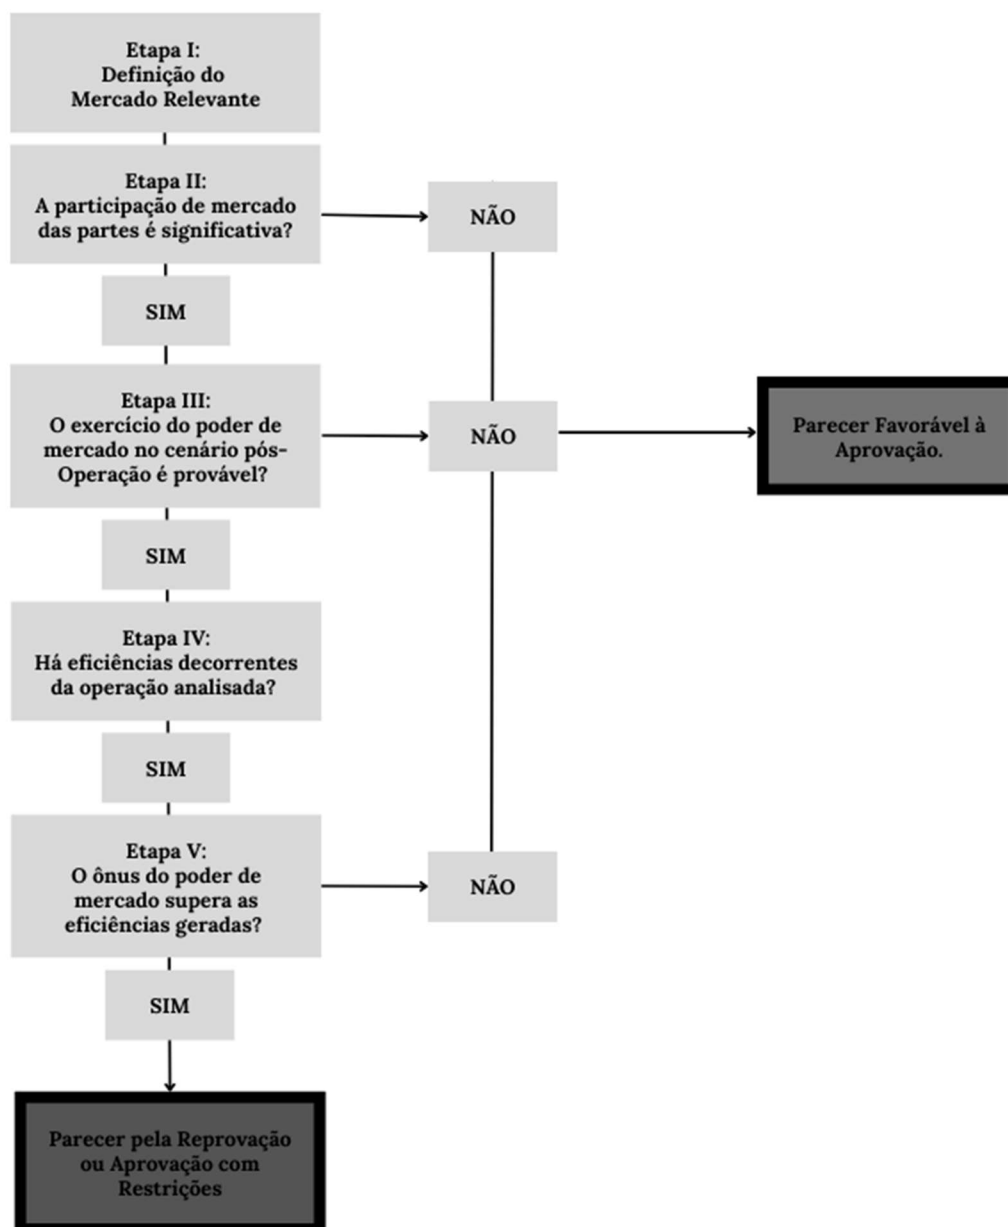 Etapa I:
Definição do
Mercado Relevante
Etapa II:
A participação de mercado
das partes é significativa?
NÃO
SIM
Etapa III:
O exercício do poder de
mercado no cenário pós-
Operação é provável?
NÃO
Parecer Favorável à
Aprovação.
SIM
Etapa IV:
Há eficiências decorrentes
da operação analisada?
SIM
Etapa V:
O ônus do poder de
mercado supera as
eficiências geradas?
NÃO
SIM
Parecer pela Reprovação
ou Aprovação com
Restrições